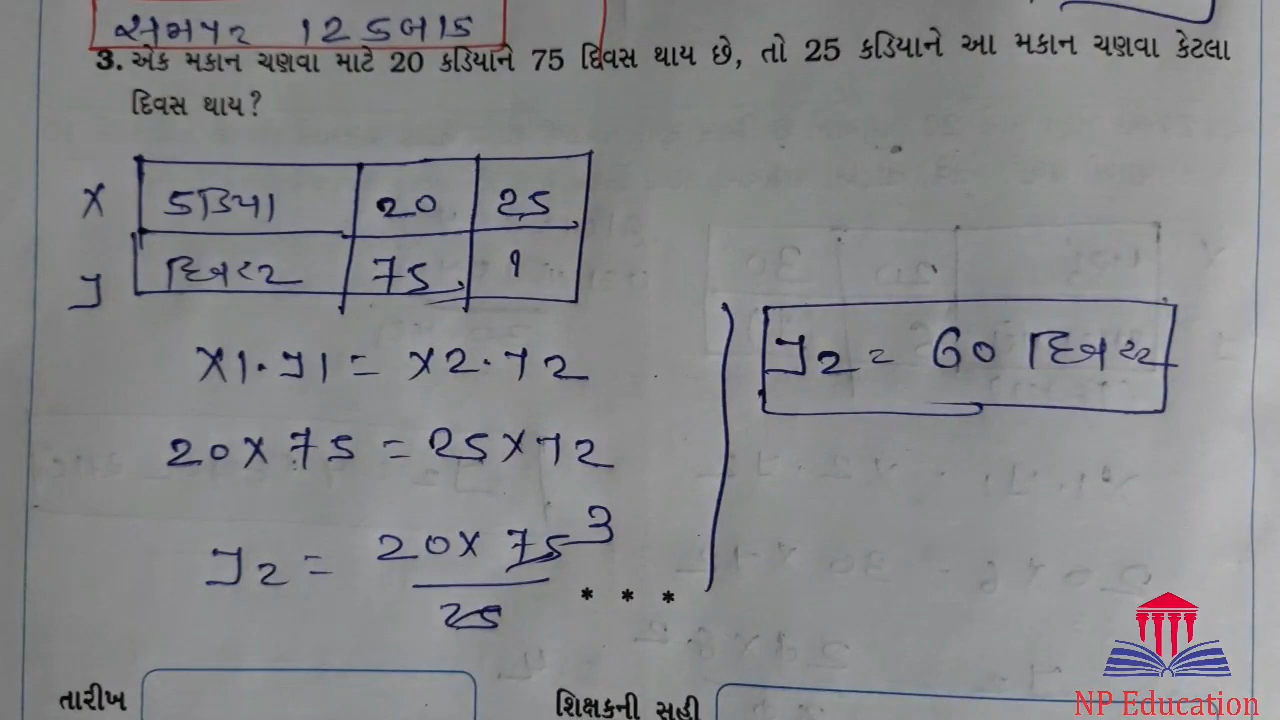 સમપ્ર 125 બાડ
3. એક મકાન ચણવા માટે 20 કડિયાને 75 દિવસ થાય છે, તો 25 કડિયાને આ મકાન ચણવા કેટલા
દિવસ થાય?
x કડિયા 20 25
y દિવસ 75 ?
x1·y1 = x2·y2
20 × 75 = 25 × y2
y2 = 20 × 75 3
25
y2 = 60 દિવસ
* * *
તારીખ
શિક્ષકની સહી
NP Education